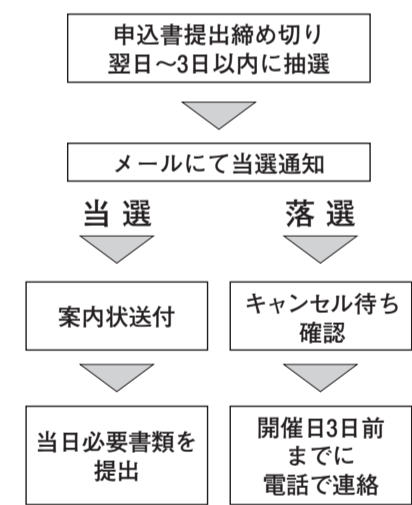 申込書提出締め切り
翌日～3日以内に抽選
メールにて当選通知
当選
落選
案内状送付
キャンセル待ち
確認
当日必要書類を
提出
開催日3日前
までに
電話で連絡